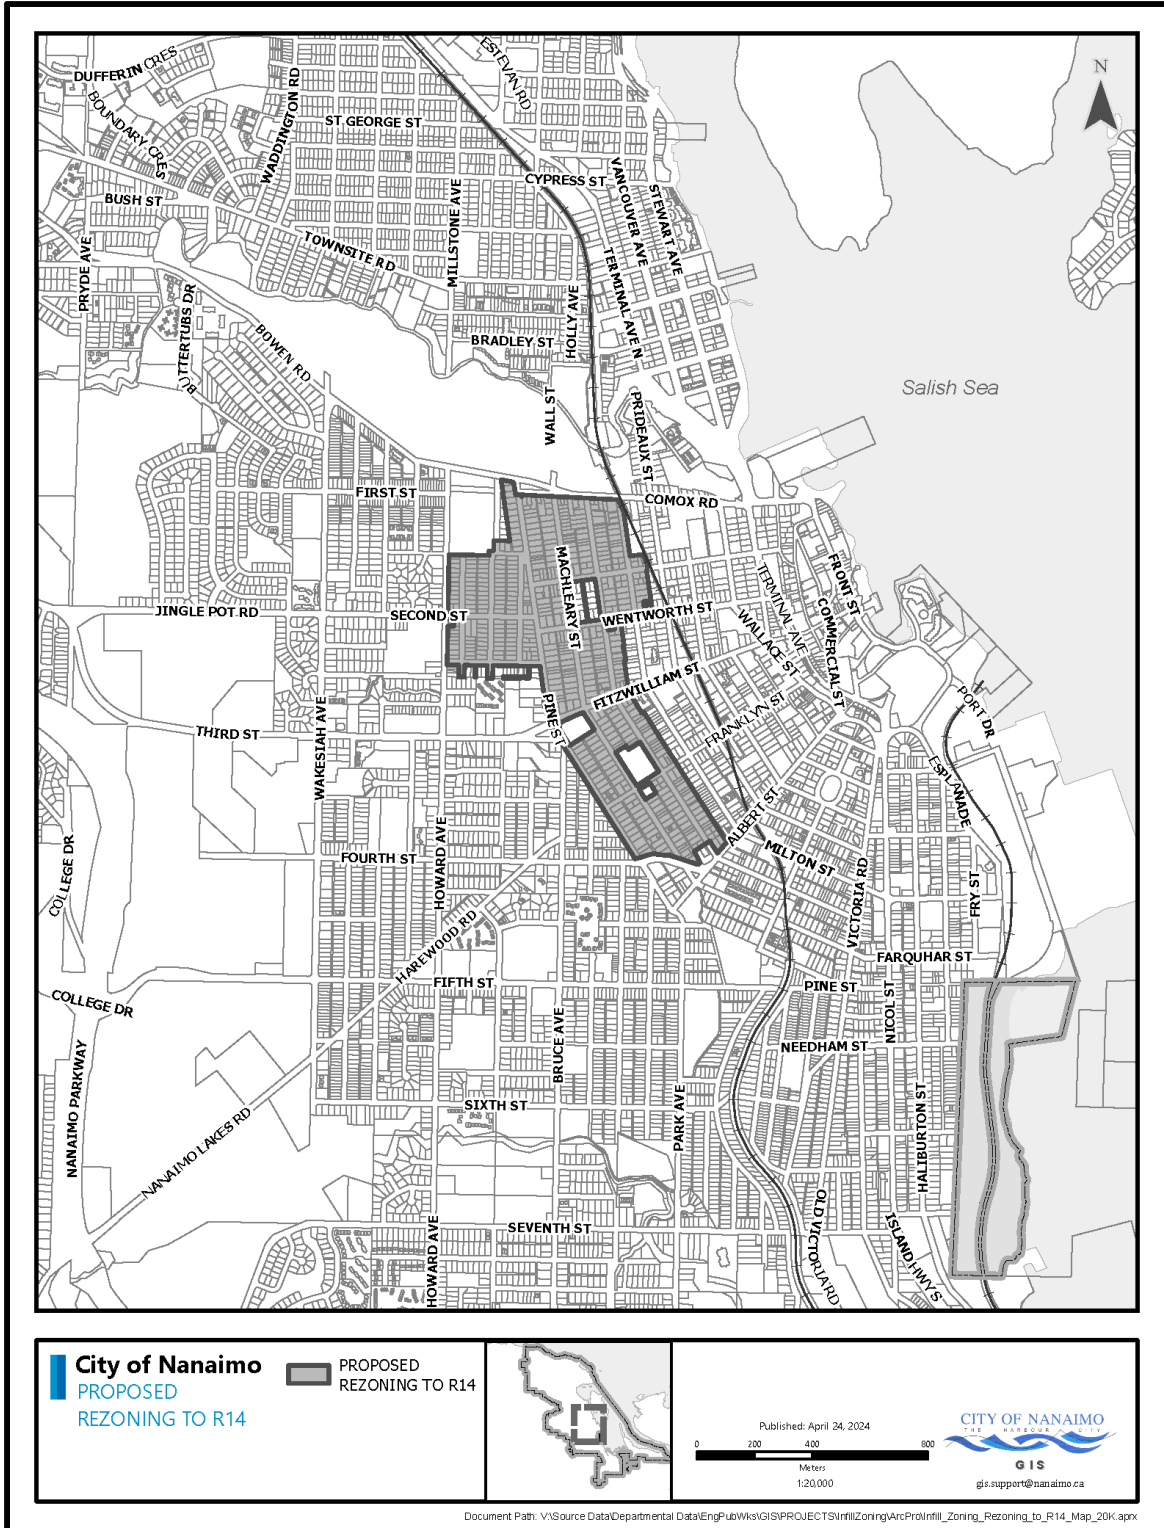 ESTEVAN RD
DUFFERIN CRES
WADDINGTON RD
BOUNDARY CRES
ST GEORGE ST
N
CYPRESS ST
VANCOUVER AVE
STEWART AVE
BUSH ST
MILLSTONE AVE
TOWNSITE RD
TERMINAL AVE N
PRYDE AVE
BUTTERTUBS DR
HOLLY AVE
BOWEN RD
BRADLEY ST
Salish Sea
WALL ST
PRIDEAUX ST
FIRST ST
COMOX RD
MACHLEARY ST
TERMINAL AVE
FRONT ST
JINGLE POT RD
SECOND ST
WENTWORTH ST
WALLACE ST
COMMERCIAL ST
FITZWILLIAM ST
PINE ST
FRANKLYN ST
PORT DR
THIRD ST
WAKESIAH AVE
ESPLANADE
ALBERT ST
HOWARD AVE
FOURTH ST
MILTON ST
COLLEGE DR
VICTORIA RD
FRY ST
HAREWOOD RD
FARQUHAR ST
FIFTH ST
PINE ST
COLLEGE DR
NICOL ST
BRUCE AVE
NEEDHAM ST
NANAIMO PARKWAY
SIXTH ST
PARK AVE
HALIBURTON ST
NANAIMO LAKES RD
OLD VICTORIA RD
ISLAND HWY S
SEVENTH ST
HOWARD AVE
City of Nanaimo
PROPOSED
REZONING TO R14
PROPOSED
REZONING TO R14
Published: April 24, 2024
0 200 400 800
Meters
1:20,000
CITY OF NANAIMO
THE HARBOUR CITY
GIS
gis.support@nanaimo.ca
Document Path: V:\Source Data\Departmental Data\EngPubWks\GIS\PROJECTS\InfillZoning\ArcPro\Infill_Zoning_Rezoning_to_R14_Map_20K.aprx